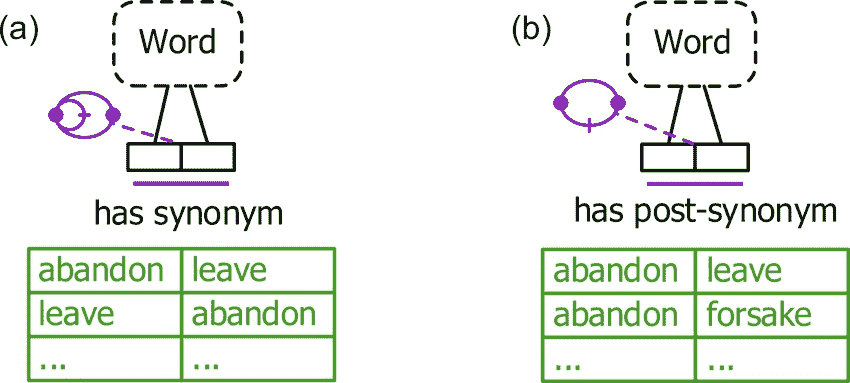 (a)
Word
has synonym
abandon leave
leave abandon
... ...
(b)
Word
has post-synonym
abandon leave
abandon forsake
... ...